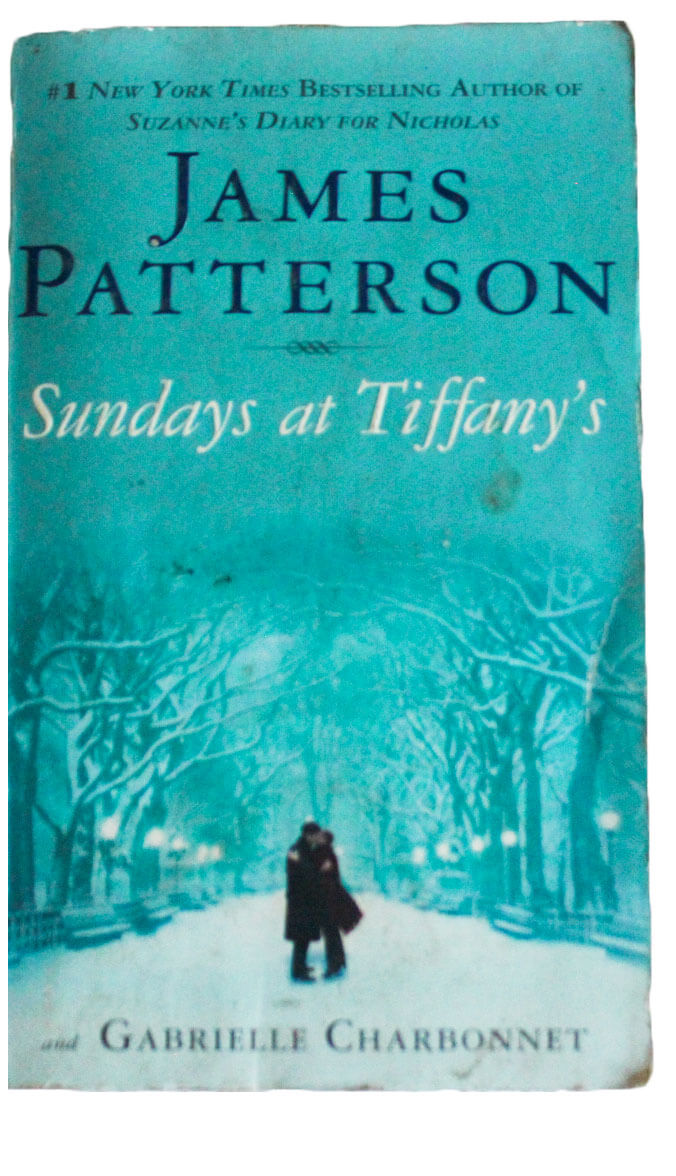 #1 New York Times Bestselling Author of
Suzanne's Diary for Nicholas
James
Patterson
Sundays at Tiffany's
and Gabrielle Charbonnet